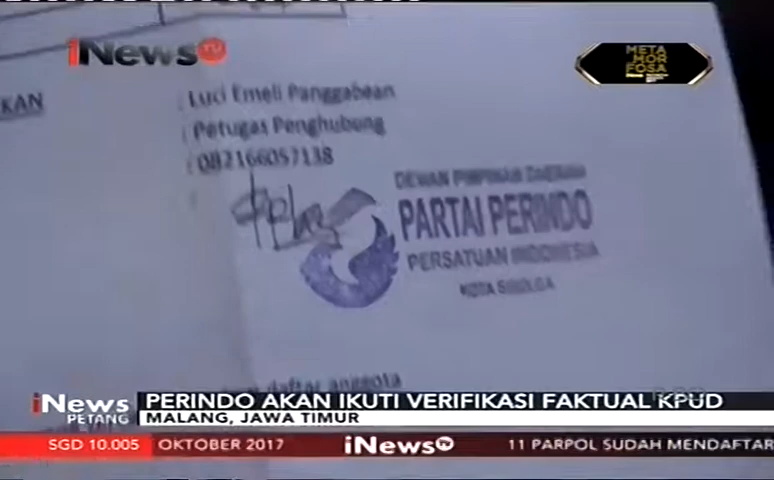 iNews TV
META
MOR
FOSA
KAN
: Luci Emeli Panggabean
: Petugas Penghubung
: 082166057138
DEWAN PIMPINAN DAERAH
PARTAI PERINDO
PERSATUAN INDONESIA
KOTA SIBOLGA
daftar anggota
iNews
PETANG
PERINDO AKAN IKUTI VERIFIKASI FAKTUAL KPUD
MALANG, JAWA TIMUR
SGD 10.005
OKTOBER 2017
iNews TV
11 PARPOL SUDAH MENDAFTAR